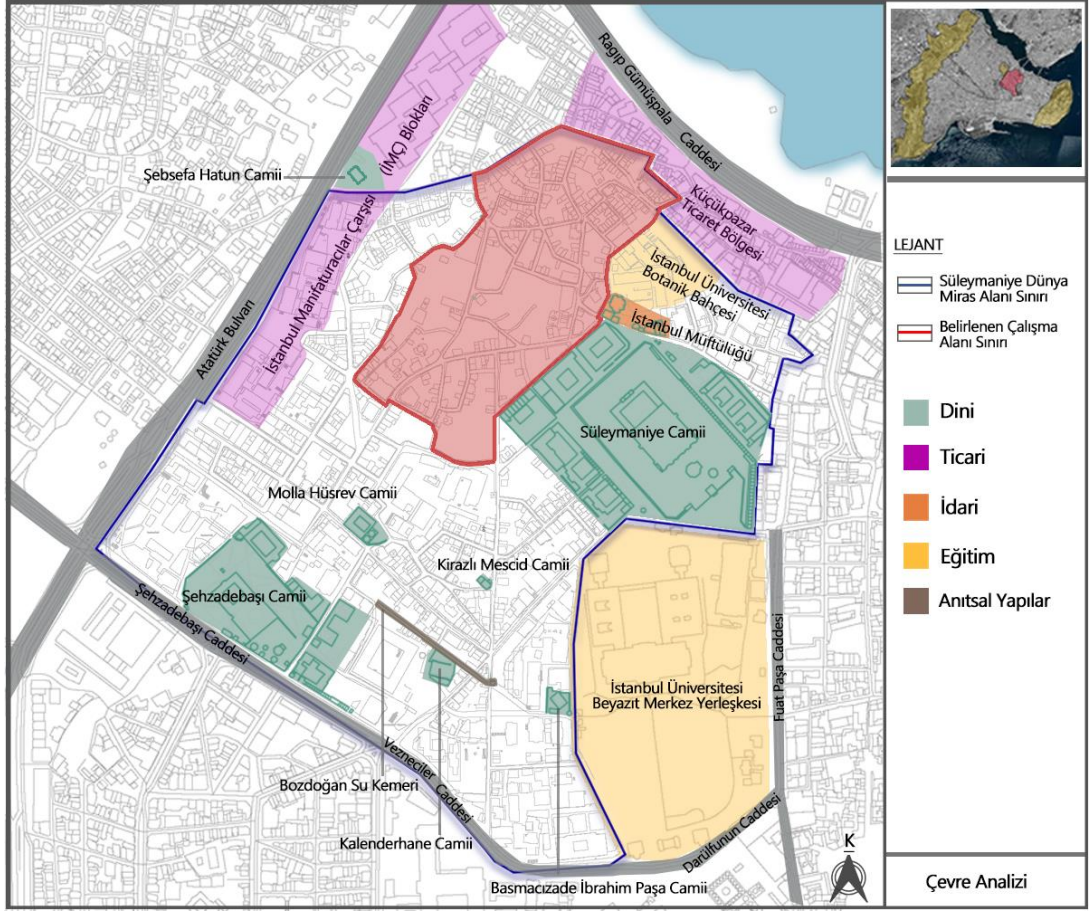 Ragıp Gümüşpala Caddesi
(İMÇ) Blokları
Şebsefa Hatun Camii
Küçükpazar
Ticaret Bölgesi
İstanbul Manifaturacılar Çarşısı
İstanbul Üniversitesi
Botanik Bahçesi
İstanbul Müftülüğü
Atatürk Bulvarı
Süleymaniye Camii
Molla Hüsrev Camii
Kirazlı Mescid Camii
Şehzadebaşı Camii
Şehzadebaşı Caddesi
Fuat Paşa Caddesi
İstanbul Üniversitesi
Beyazıt Merkez Yerleşkesi
Vezneciler Caddesi
Bozdoğan Su Kemeri
Kalenderhane Camii
Darülfunun Caddesi
Basmacızade İbrahim Paşa Camii
K
LEJANT
Süleymaniye Dünya
Miras Alanı Sınırı
Belirlenen Çalışma
Alanı Sınırı
Dini
Ticari
İdari
Eğitim
Anıtsal Yapılar
Çevre Analizi